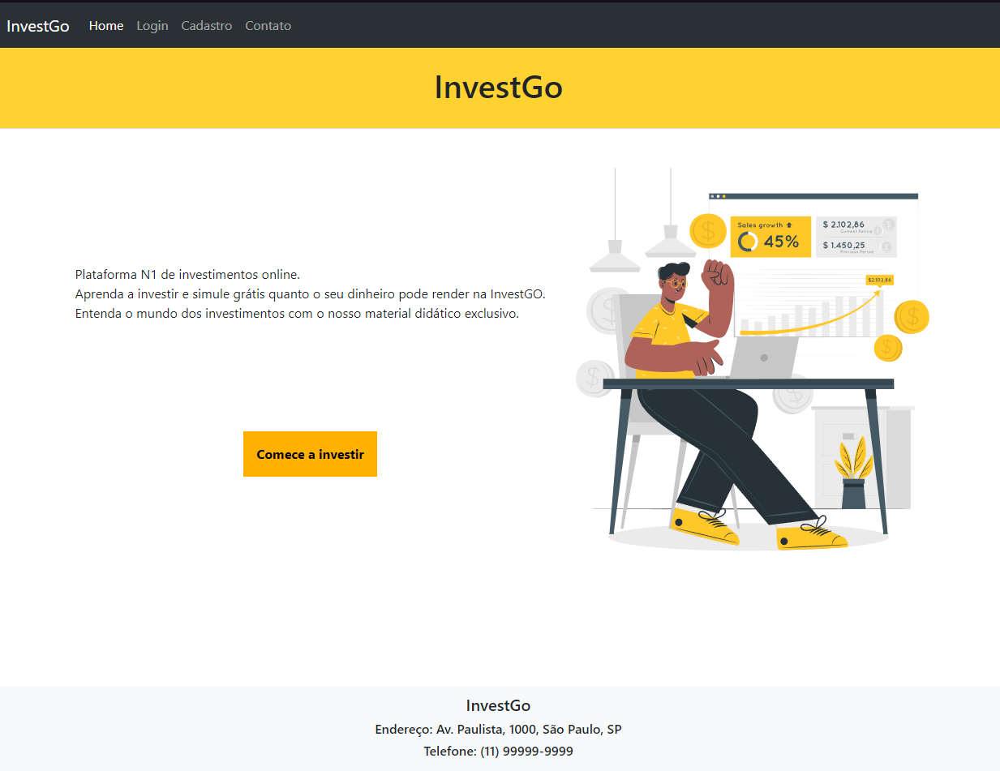 InvestGo Home Login Cadastro Contato
InvestGo
Plataforma N1 de investimentos online.
Aprenda a investir e simule grátis quanto o seu dinheiro pode render na InvestGO.
Entenda o mundo dos investimentos com o nosso material didático exclusivo.
Comece a investir
Sales growth
45%
$ 2.102,86
Current Period
$ 1.450,25
Previous Period
$2.102,86
InvestGo
Endereço: Av. Paulista, 1000, São Paulo, SP
Telefone: (11) 99999-9999